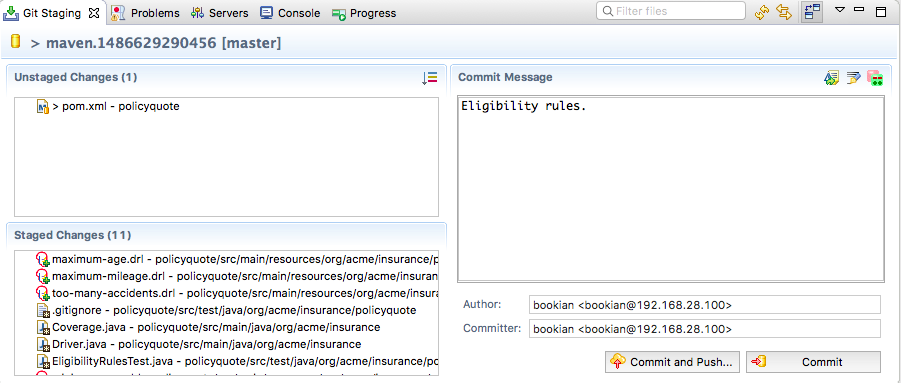 Git Staging Problems Servers Console Progress Filter files
> maven.1486629290456 [master]
Unstaged Changes (1)
> pom.xml - policyquote
Staged Changes (11)
maximum-age.drl - policyquote/src/main/resources/org/acme/insurance/p
maximum-mileage.drl - policyquote/src/main/resources/org/acme/insuran
too-many-accidents.drl - policyquote/src/main/resources/org/acme/insura
.gitignore - policyquote/src/test/java/org/acme/insurance/policyquote
Coverage.java - policyquote/src/main/java/org/acme/insurance
Driver.java - policyquote/src/main/java/org/acme/insurance
EligibilityRulesTest.java - policyquote/src/test/java/org/acme/insurance/po
Commit Message
Eligibility rules.
Author: bookian <bookian@192.168.28.100>
Committer: bookian <bookian@192.168.28.100>
Commit and Push... Commit